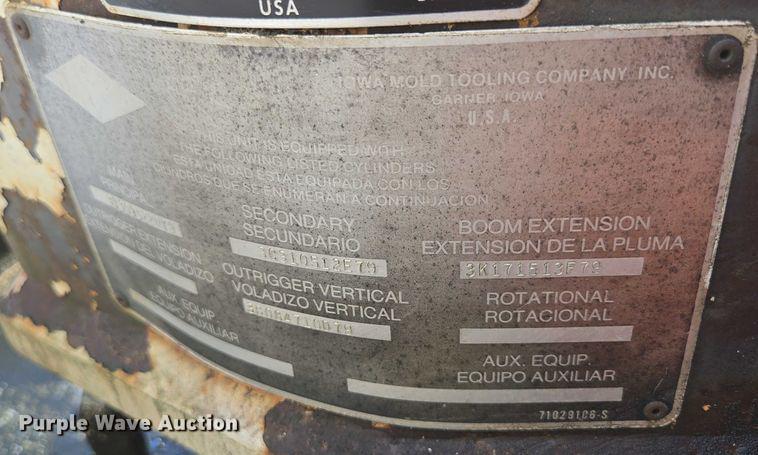 USA
IOWA MOLD TOOLING COMPANY, INC.
GARNER, IOWA
U.S.A.
THIS UNIT IS EQUIPPED WITH
THE FOLLOWING LISTED CYLINDERS
ESTA UNIDAD ESTA EQUIPADA CON LOS
CILINDROS QUE SE ENUMERAN A CONTINUACION
MAIN
PRINCIPAL
SECONDARY
SECUNDARIO
BOOM EXTENSION
EXTENSION DE LA PLUMA
3K171513F79
OUTRIGGER EXTENSION
EXTENSION DEL VOLADIZO
OUTRIGGER VERTICAL
VOLADIZO VERTICAL
ROTATIONAL
ROTACIONAL
AUX. EQUIP
EQUIPO AUXILIAR
AUX. EQUIP.
EQUIPO AUXILIAR
71029106-S
Purple Wave Auction